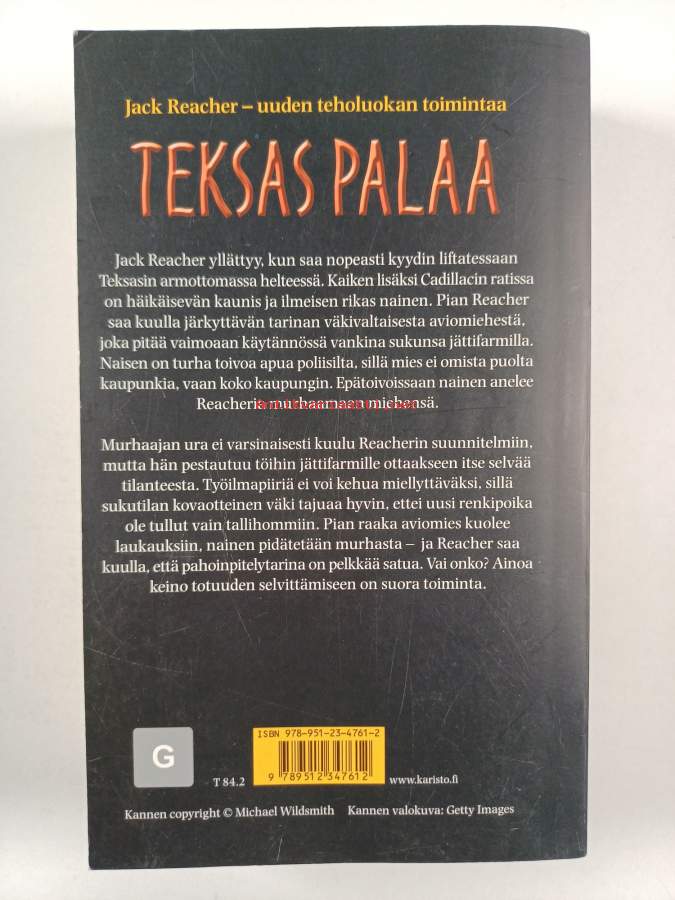 Jack Reacher – uuden teholuokan toimintaa
TEKSAS PALAA
Jack Reacher yllättyy, kun saa nopeasti kyydin liftatessaan
Teksasin armottomassa helteessä. Kaiken lisäksi Cadillacin ratissa
on häikäisevän kaunis ja ilmeisen rikas nainen. Pian Reacher
saa kuulla järkyttävän tarinan väkivaltaisesta aviomiehestä,
joka pitää vaimoaan käytännössä vankina sukunsa jättifarmilla.
Naisen on turha toivoa apua poliisilta, sillä mies ei omista puolta
kaupunkia, vaan koko kaupungin. Epätoivoissaan nainen anelee
Reacheria murhaamaan miehensä.
Murhaajan ura ei varsinaisesti kuulu Reacherin suunnitelmiin,
mutta hän pestautuu töihin jättifarmille ottaakseen itse selvää
tilanteesta. Työilmapiiriä ei voi kehua miellyttäväksi, sillä
sukutilan kovaotteinen väki tajuaa hyvin, ettei uusi renkipoika
ole tullut vain tallihommiin. Pian raaka aviomies kuolee
laukauksiin, nainen pidätetään murhasta – ja Reacher saa
kuulla, että pahoinpitelytarina on pelkkää satua. Vai onko? Ainoa
keino totuuden selvittämiseen on suora toiminta.
ISBN 978-951-23-4761-2
G
T 84.2
9 789512 347612
www.karisto.fi
Kannen copyright © Michael Wildsmith Kannen valokuva: Getty Images